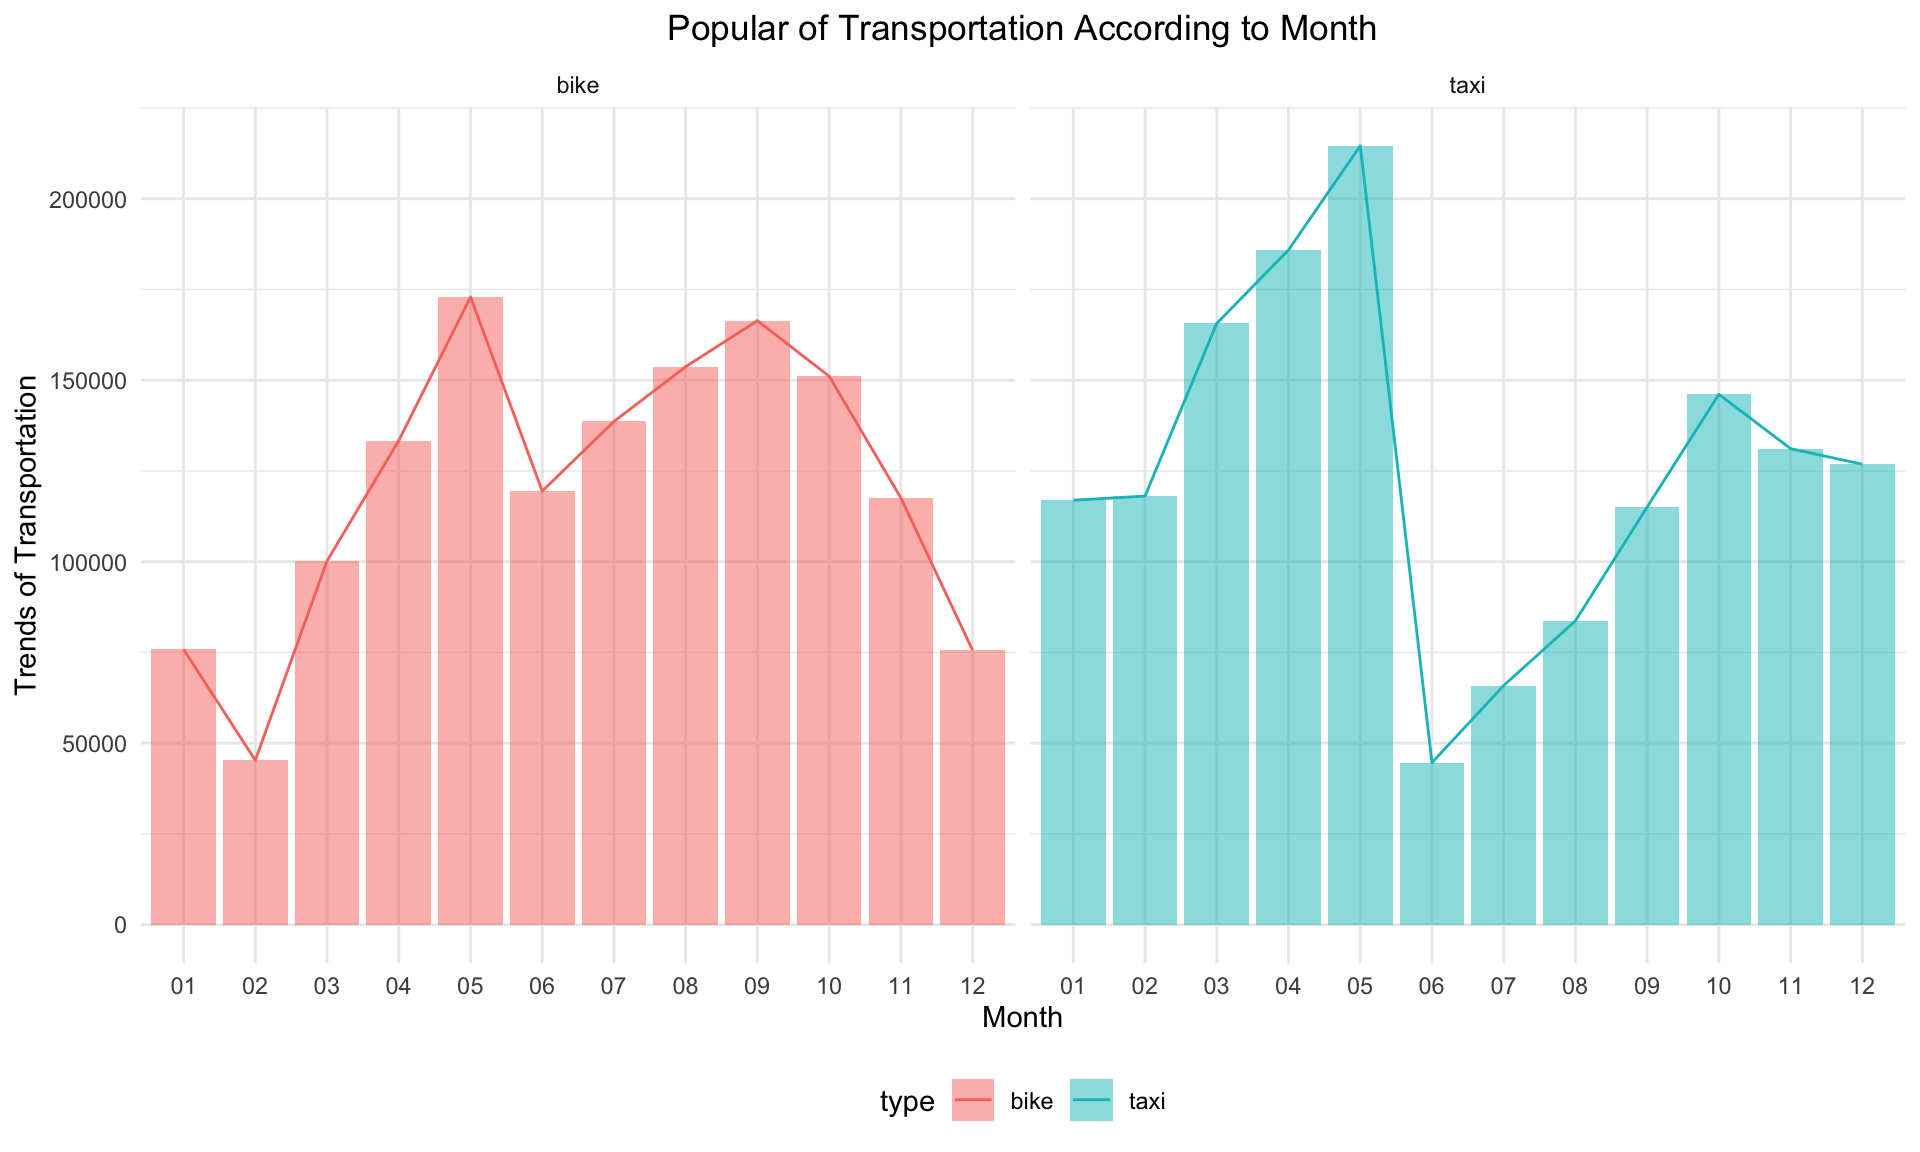 Popular of Transportation According to Month
bike
taxi
Trends of Transportation
200000
150000
100000
50000
0
01 02 03 04 05 06 07 08 09 10 11 12
01 02 03 04 05 06 07 08 09 10 11 12
Month
type bike taxi